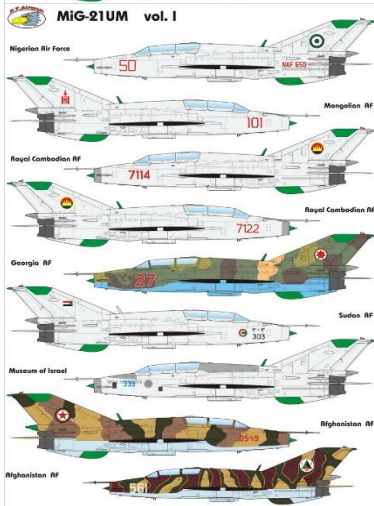 MiG-21UM vol. I
Nigerian Air Force
50
NAF 650
Mongolian AF
101
Royal Cambodian AF
7114
Royal Cambodian AF
7122
Georgia AF
27
Sudan AF
٣٠٣
303
Museum of Israel
339
Afghanistan AF
0549
Afghanistan AF
561